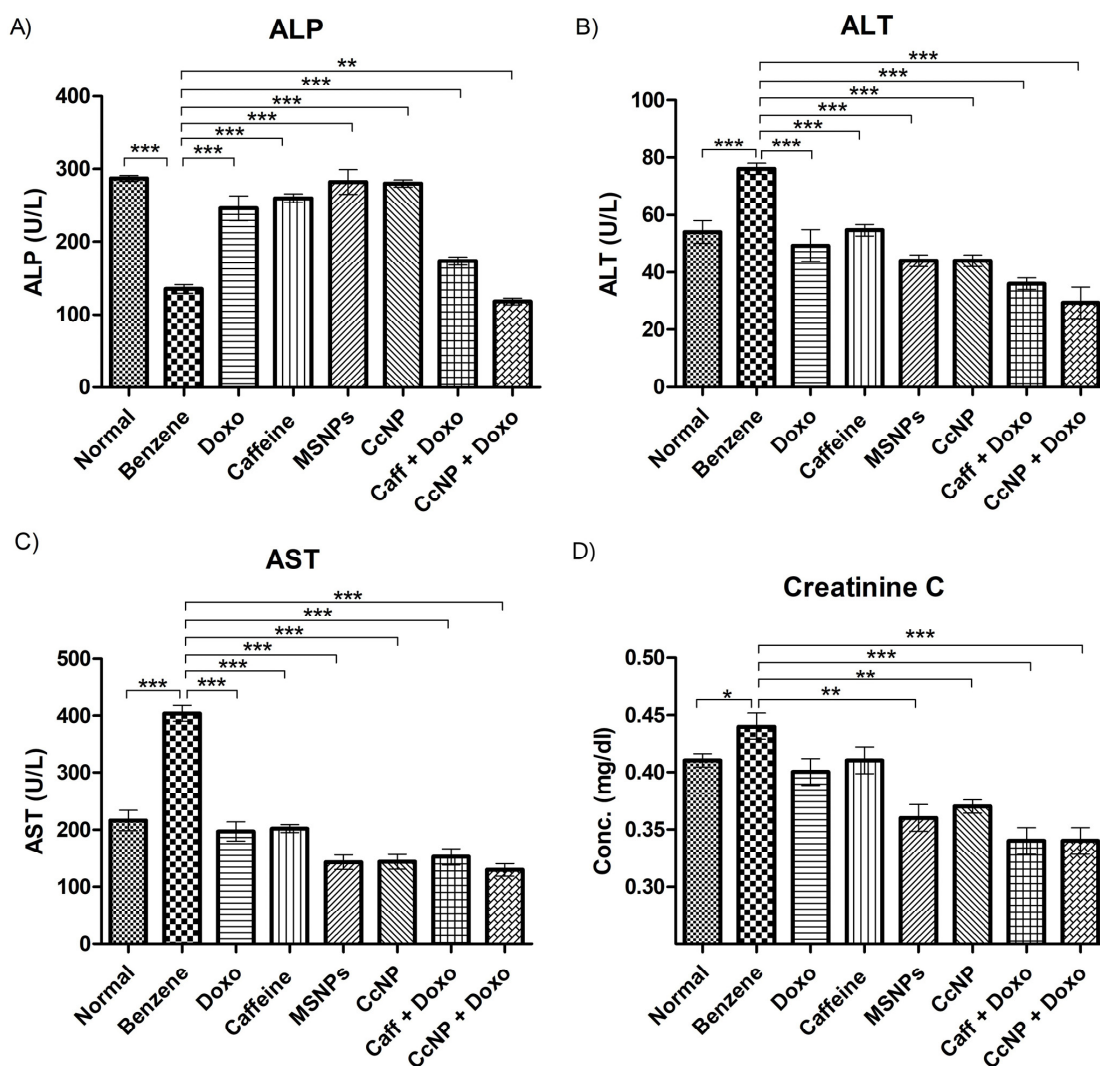 A)
ALP
**
***
***
***
***
***
***
400
300
200
100
0
ALP (U/L)
Normal
Benzene
Doxo
Caffeine
MSNPs
CcNP
Caff + Doxo
CcNP + Doxo
B)
ALT
***
***
***
***
***
***
***
100
80
60
40
20
0
ALT (U/L)
Normal
Benzene
Doxo
Caffeine
MSNPs
CcNP
Caff + Doxo
CcNP + Doxo
C)
AST
***
***
***
***
***
***
***
500
400
300
200
100
0
AST (U/L)
Normal
Benzene
Doxo
Caffeine
MSNPs
CcNP
Caff + Doxo
CcNP + Doxo
D)
Creatinine C
***
***
**
**
*
0.50
0.45
0.40
0.35
0.30
Conc. (mg/dl)
Normal
Benzene
Doxo
Caffeine
MSNPs
CcNP
Caff + Doxo
CcNP + Doxo